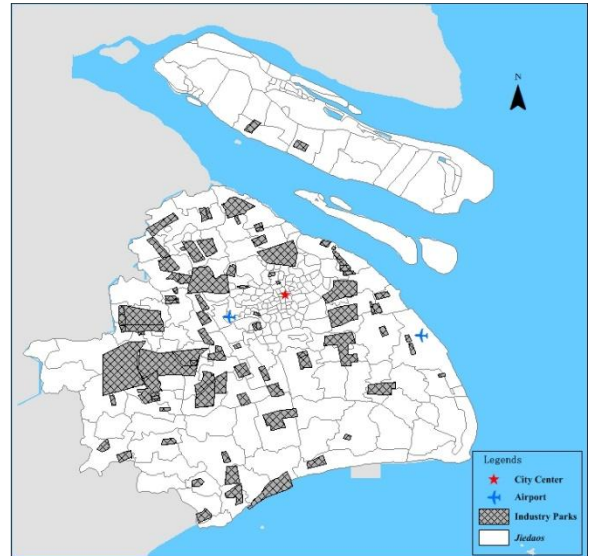 N
Legends
City Center
Airport
Industry Parks
Jiedaos